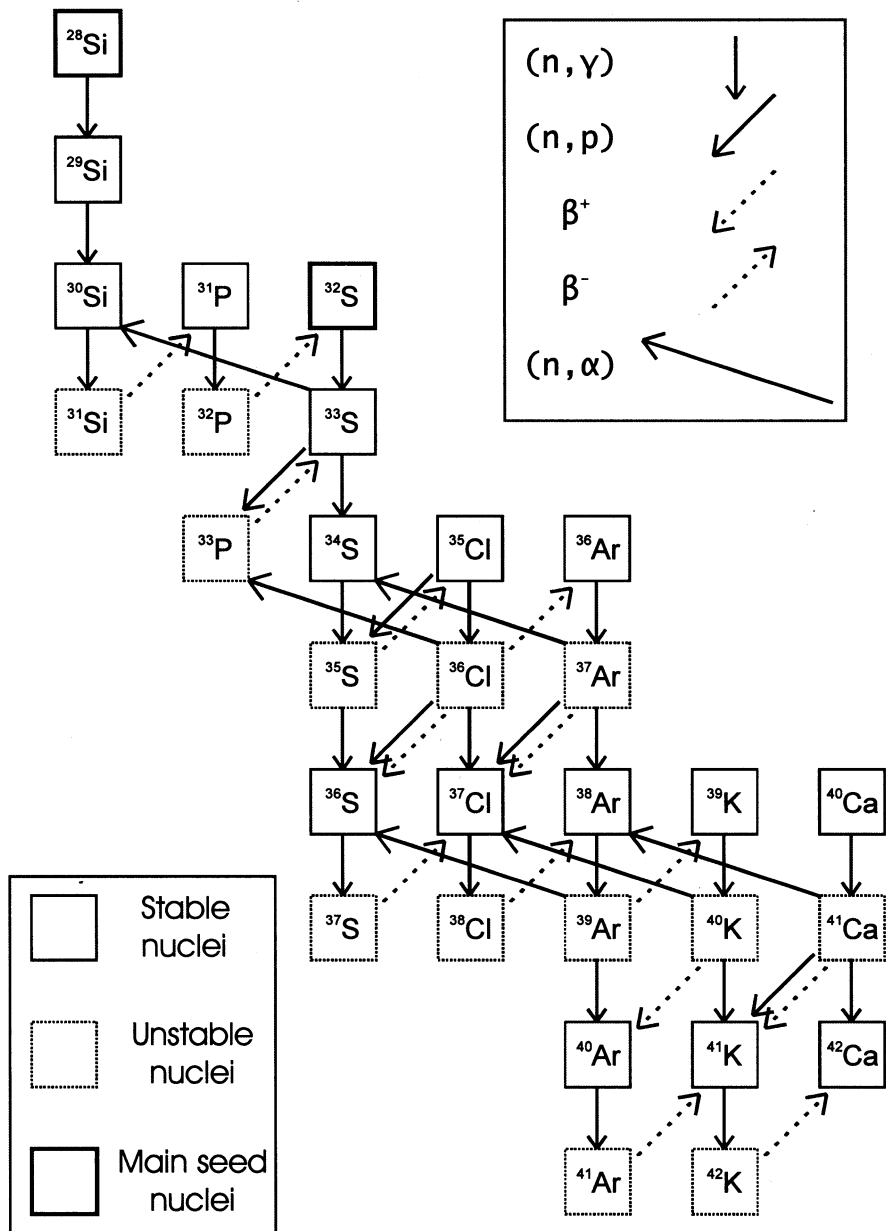 ²⁸Si
(n,γ)
(n,p)
β⁺
β⁻
(n,α)
²⁹Si
³⁰Si ³¹P ³²S
³¹Si ³²P ³³S
³³P ³⁴S ³⁵Cl ³⁶Ar
³⁵S ³⁶Cl ³⁷Ar
³⁶S ³⁷Cl ³⁸Ar ³⁹K ⁴⁰Ca
³⁷S ³⁸Cl ³⁹Ar ⁴⁰K ⁴¹Ca
⁴⁰Ar ⁴¹K ⁴²Ca
⁴¹Ar ⁴²K
Stable
nuclei
Unstable
nuclei
Main seed
nuclei